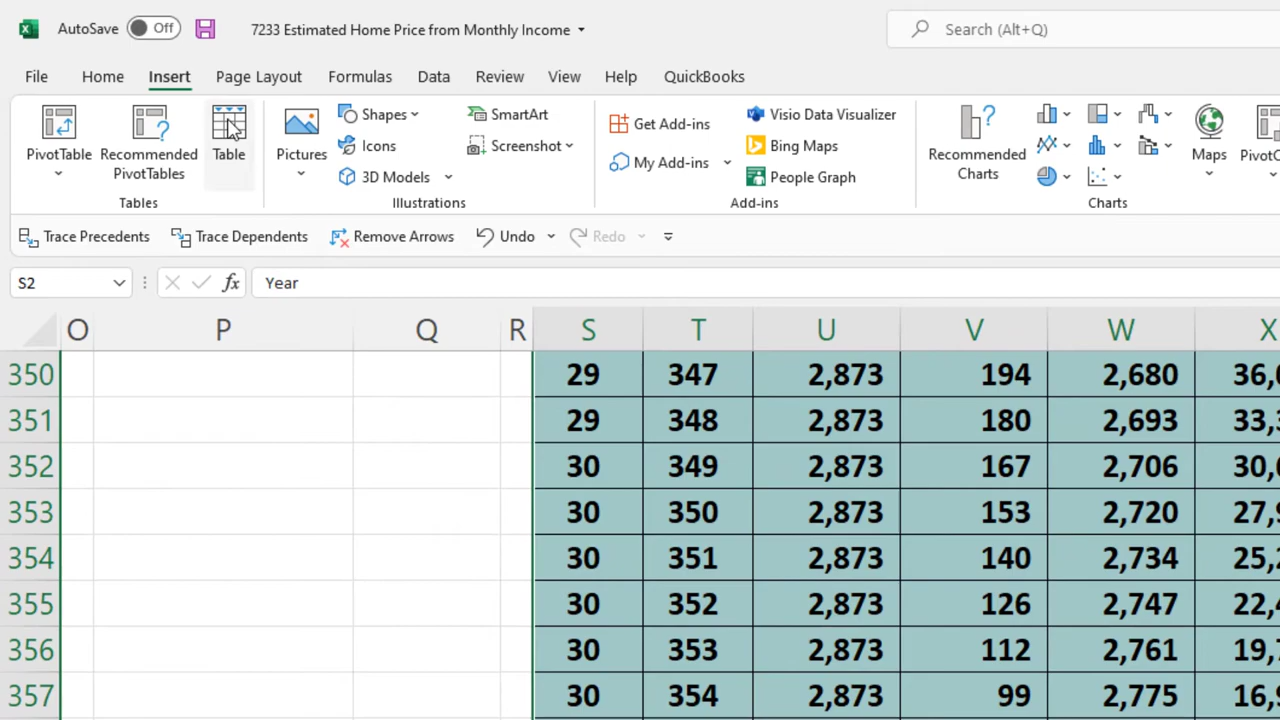 AutoSave Off 7233 Estimated Home Price from Monthly Income Search (Alt+Q)
File Home Insert Page Layout Formulas Data Review View Help QuickBooks
PivotTable Recommended PivotTables Table Pictures Shapes Icons 3D Models SmartArt Screenshot Get Add-ins My Add-ins Visio Data Visualizer Bing Maps People Graph Recommended Charts Maps
Tables Illustrations Add-ins Charts
Trace Precedents Trace Dependents Remove Arrows Undo Redo
S2 fx Year
O P Q R S T U V W X
350 29 347 2,873 194 2,680
351 29 348 2,873 180 2,693
352 30 349 2,873 167 2,706
353 30 350 2,873 153 2,720
354 30 351 2,873 140 2,734
355 30 352 2,873 126 2,747
356 30 353 2,873 112 2,761
357 30 354 2,873 99 2,775